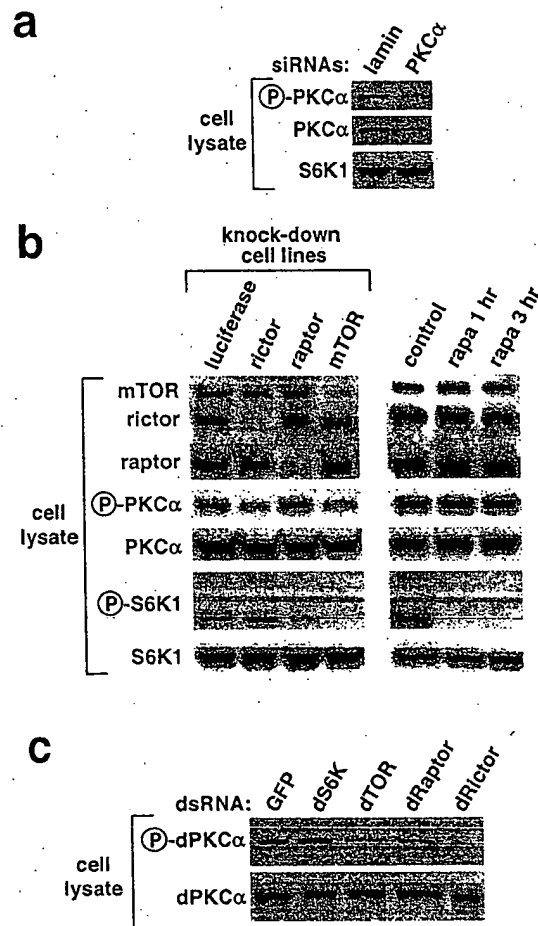 a
siRNAs: lamin PKCα
cell lysate
Ⓟ-PKCα
PKCα
S6K1
b
knock-down
cell lines
luciferase rictor raptor mTOR control rapa 1 hr rapa 3 hr
mTOR
rictor
raptor
cell lysate
Ⓟ-PKCα
PKCα
Ⓟ-S6K1
S6K1
c
dsRNA: GFP dS6K dTOR dRaptor dRictor
cell lysate
Ⓟ-dPKCα
dPKCα